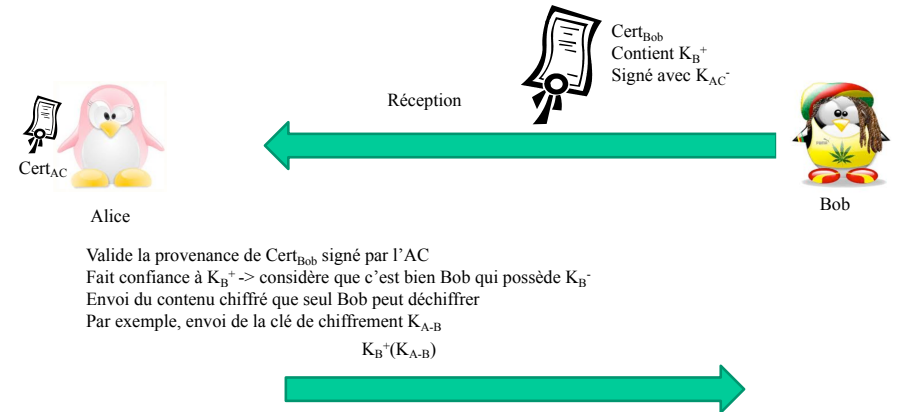 Cert_Bob
Contient K_B^+
Signé avec K_AC^-
Réception
Cert_AC
Alice
Bob
Valide la provenance de Cert_Bob signé par l'AC
Fait confiance à K_B^+ -> considère que c'est bien Bob qui possède K_B^-
Envoi du contenu chiffré que seul Bob peut déchiffrer
Par exemple, envoi de la clé de chiffrement K_A-B
K_B^+(K_A-B)